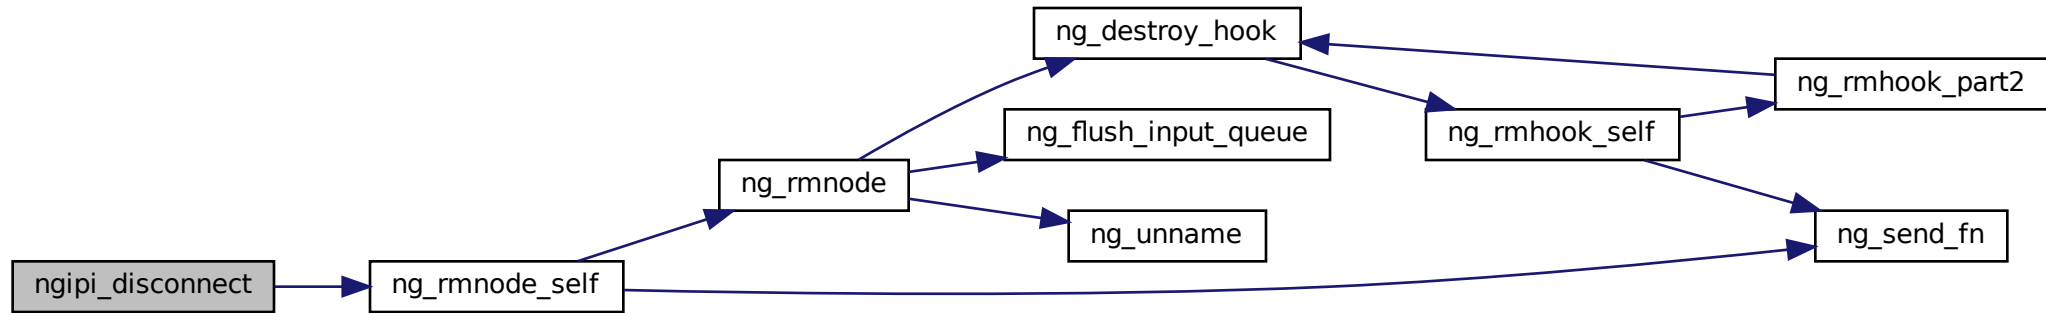 ng_destroy_hook
ng_rmhook_part2
ng_flush_input_queue
ng_rmhook_self
ng_rmnode
ng_unname
ng_send_fn
ngipi_disconnect
ng_rmnode_self